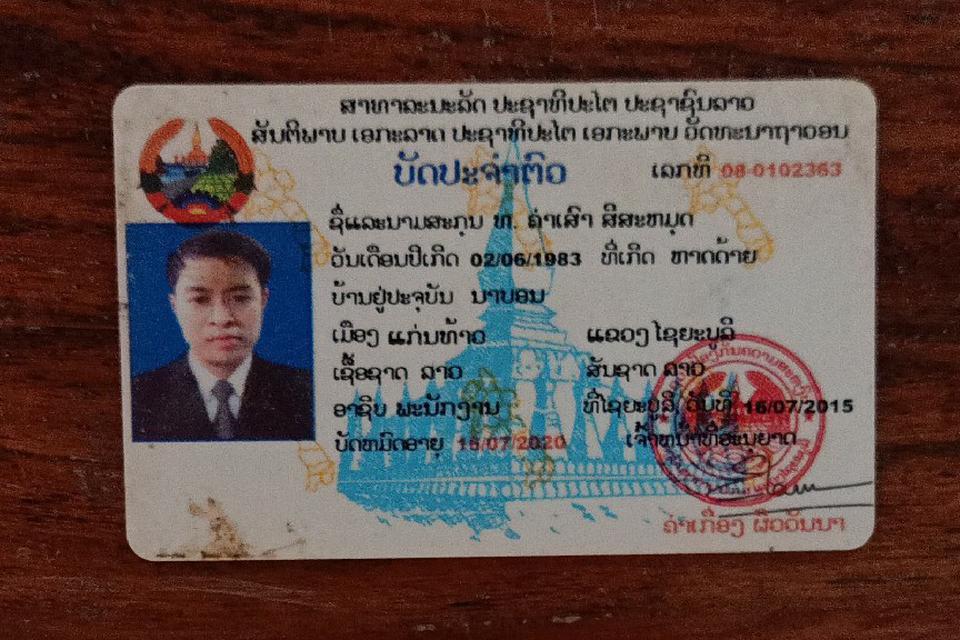 ສາທາລະນະລັດ ປະຊາທິປະໄຕ ປະຊາຊົນລາວ
ສັນຕິພາບ ເອກະລາດ ປະຊາທິປະໄຕ ເອກະພາບ ວັດທະນາຖາວອນ
ບັດປະຈຳຕົວ ເລກທີ 08-0102363
ຊື່ແລະນາມສະກຸນ ທ. ຄຳເສົາ ສີສະຫມຸດ
ວັນເດືອນປີເກີດ 02/06/1983 ທີ່ເກີດ ຫາດດ້າຍ
ບ້ານຢູ່ປະຈຸບັນ ນາບອນ
ເມືອງ ແກ່ນທ້າວ ແຂວງ ໄຊຍະບູລີ
ເຊື້ອຊາດ ລາວ ສັນຊາດ ລາວ
ອາຊີບ ພະນັກງານ ທີ່ໄຊຍະບູລີ, ວັນທີ 16/07/2015
ບັດຫມົດອາຍຸ 16/07/2020 ເຈົ້າຫນ້າທີ່ອະນຸຍາດ
ຄຳເກືອງ ຜິວວັນນາ